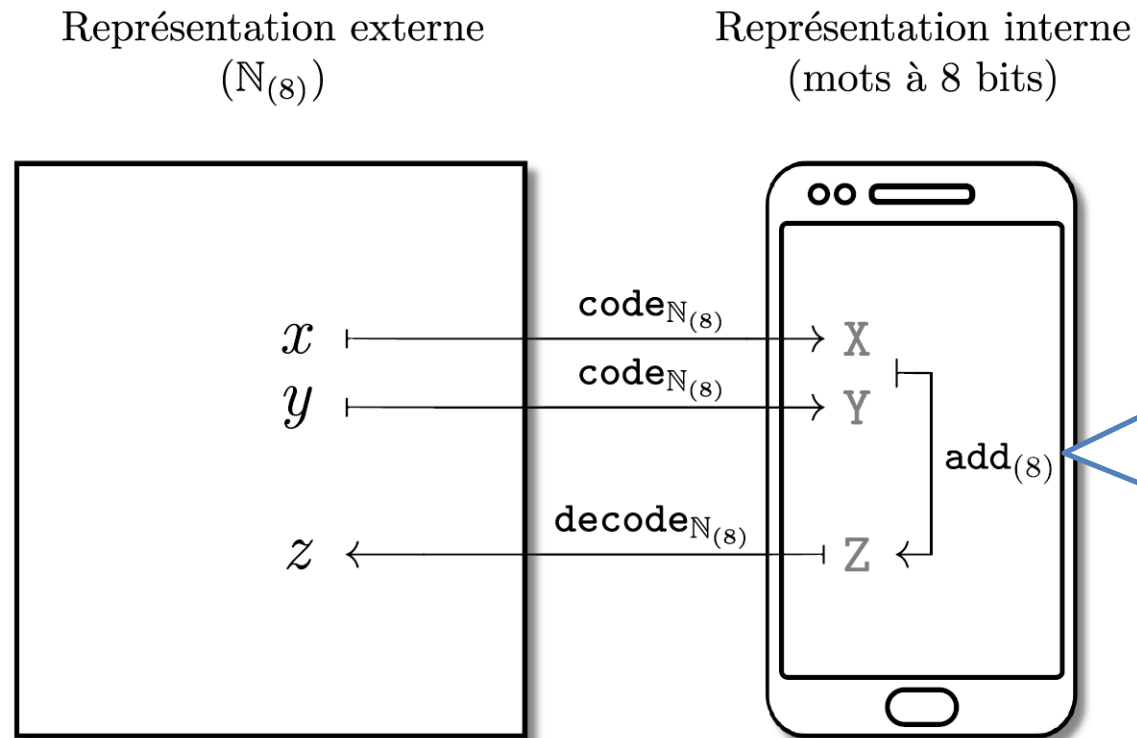 Représentation externe
(ℕ₍₈₎)
Représentation interne
(mots à 8 bits)
x
code_ℕ₍₈₎
X
y
code_ℕ₍₈₎
Y
add₍₈₎
z
decode_ℕ₍₈₎
Z